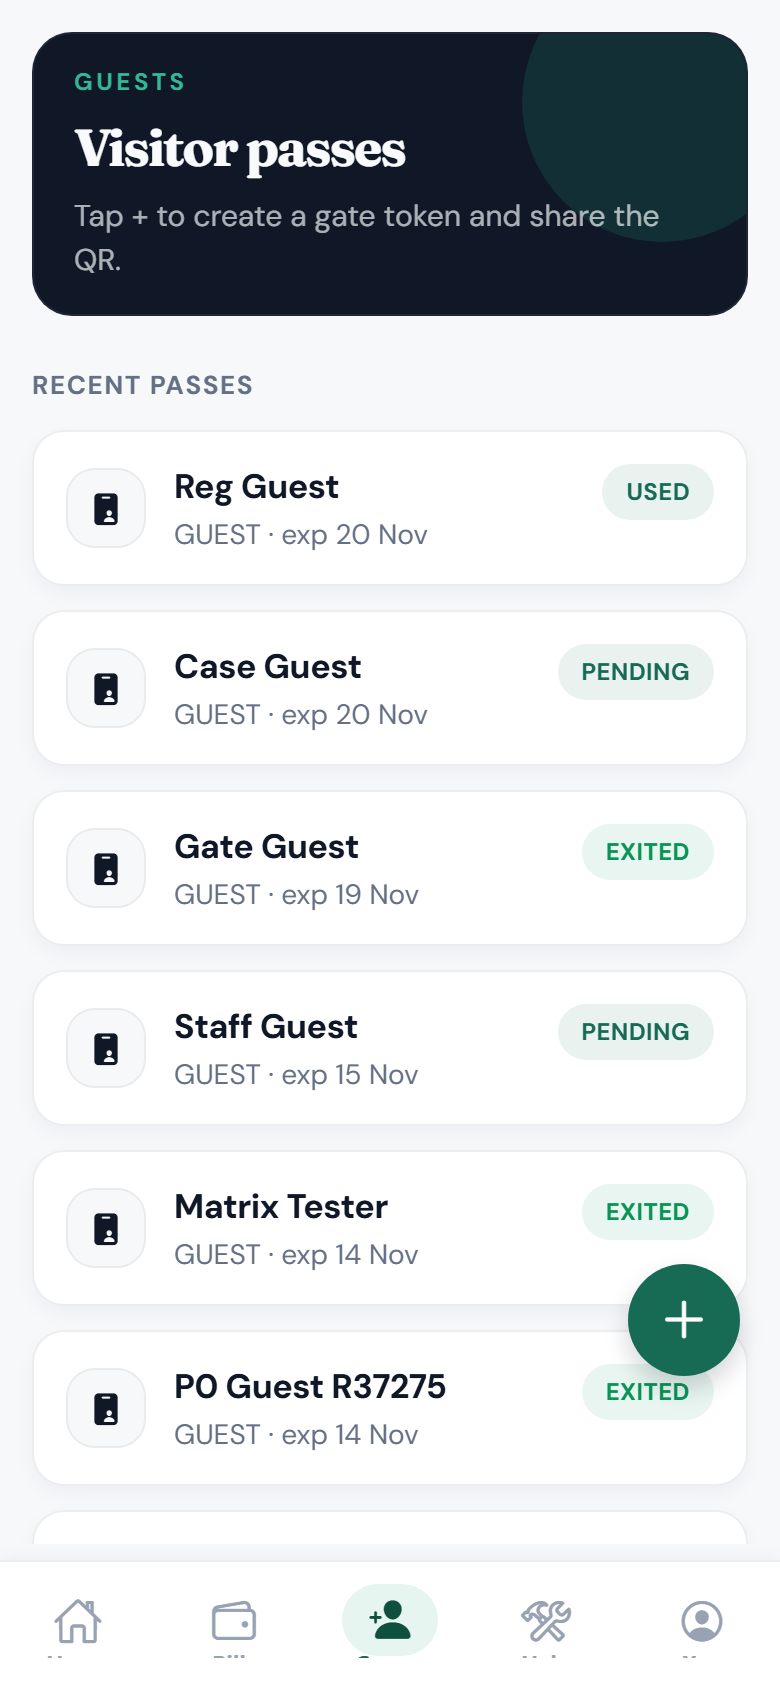 GUESTS
Visitor passes
Tap + to create a gate token and share the
QR.
RECENT PASSES
Reg Guest
USED
GUEST · exp 20 Nov
Case Guest
PENDING
GUEST · exp 20 Nov
Gate Guest
EXITED
GUEST · exp 19 Nov
Staff Guest
PENDING
GUEST · exp 15 Nov
Matrix Tester
EXITED
GUEST · exp 14 Nov
P0 Guest R37275
EXITED
GUEST · exp 14 Nov